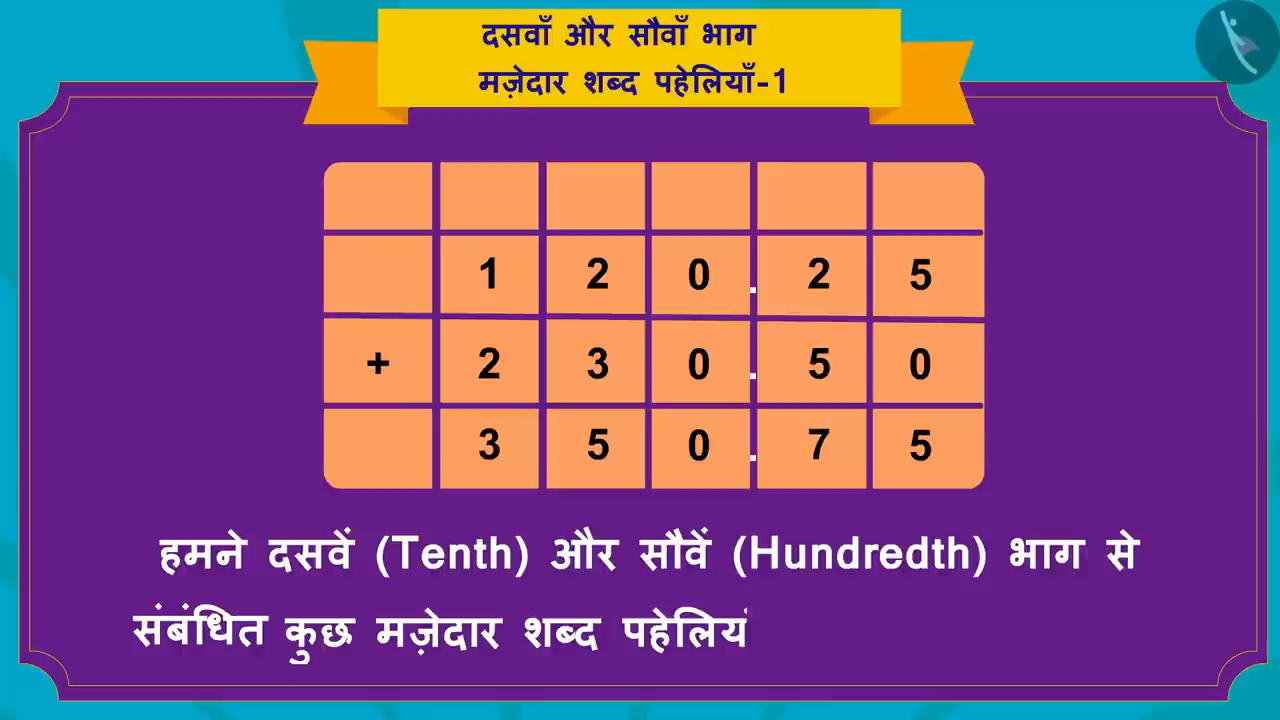 दसवाँ और सौवाँ भाग
मज़ेदार शब्द पहेलियाँ-1
1 2 0 . 2 5
+ 2 3 0 . 5 0
3 5 0 . 7 5
हमने दसवें (Tenth) और सौवें (Hundredth) भाग से
संबंधित कुछ मज़ेदार शब्द